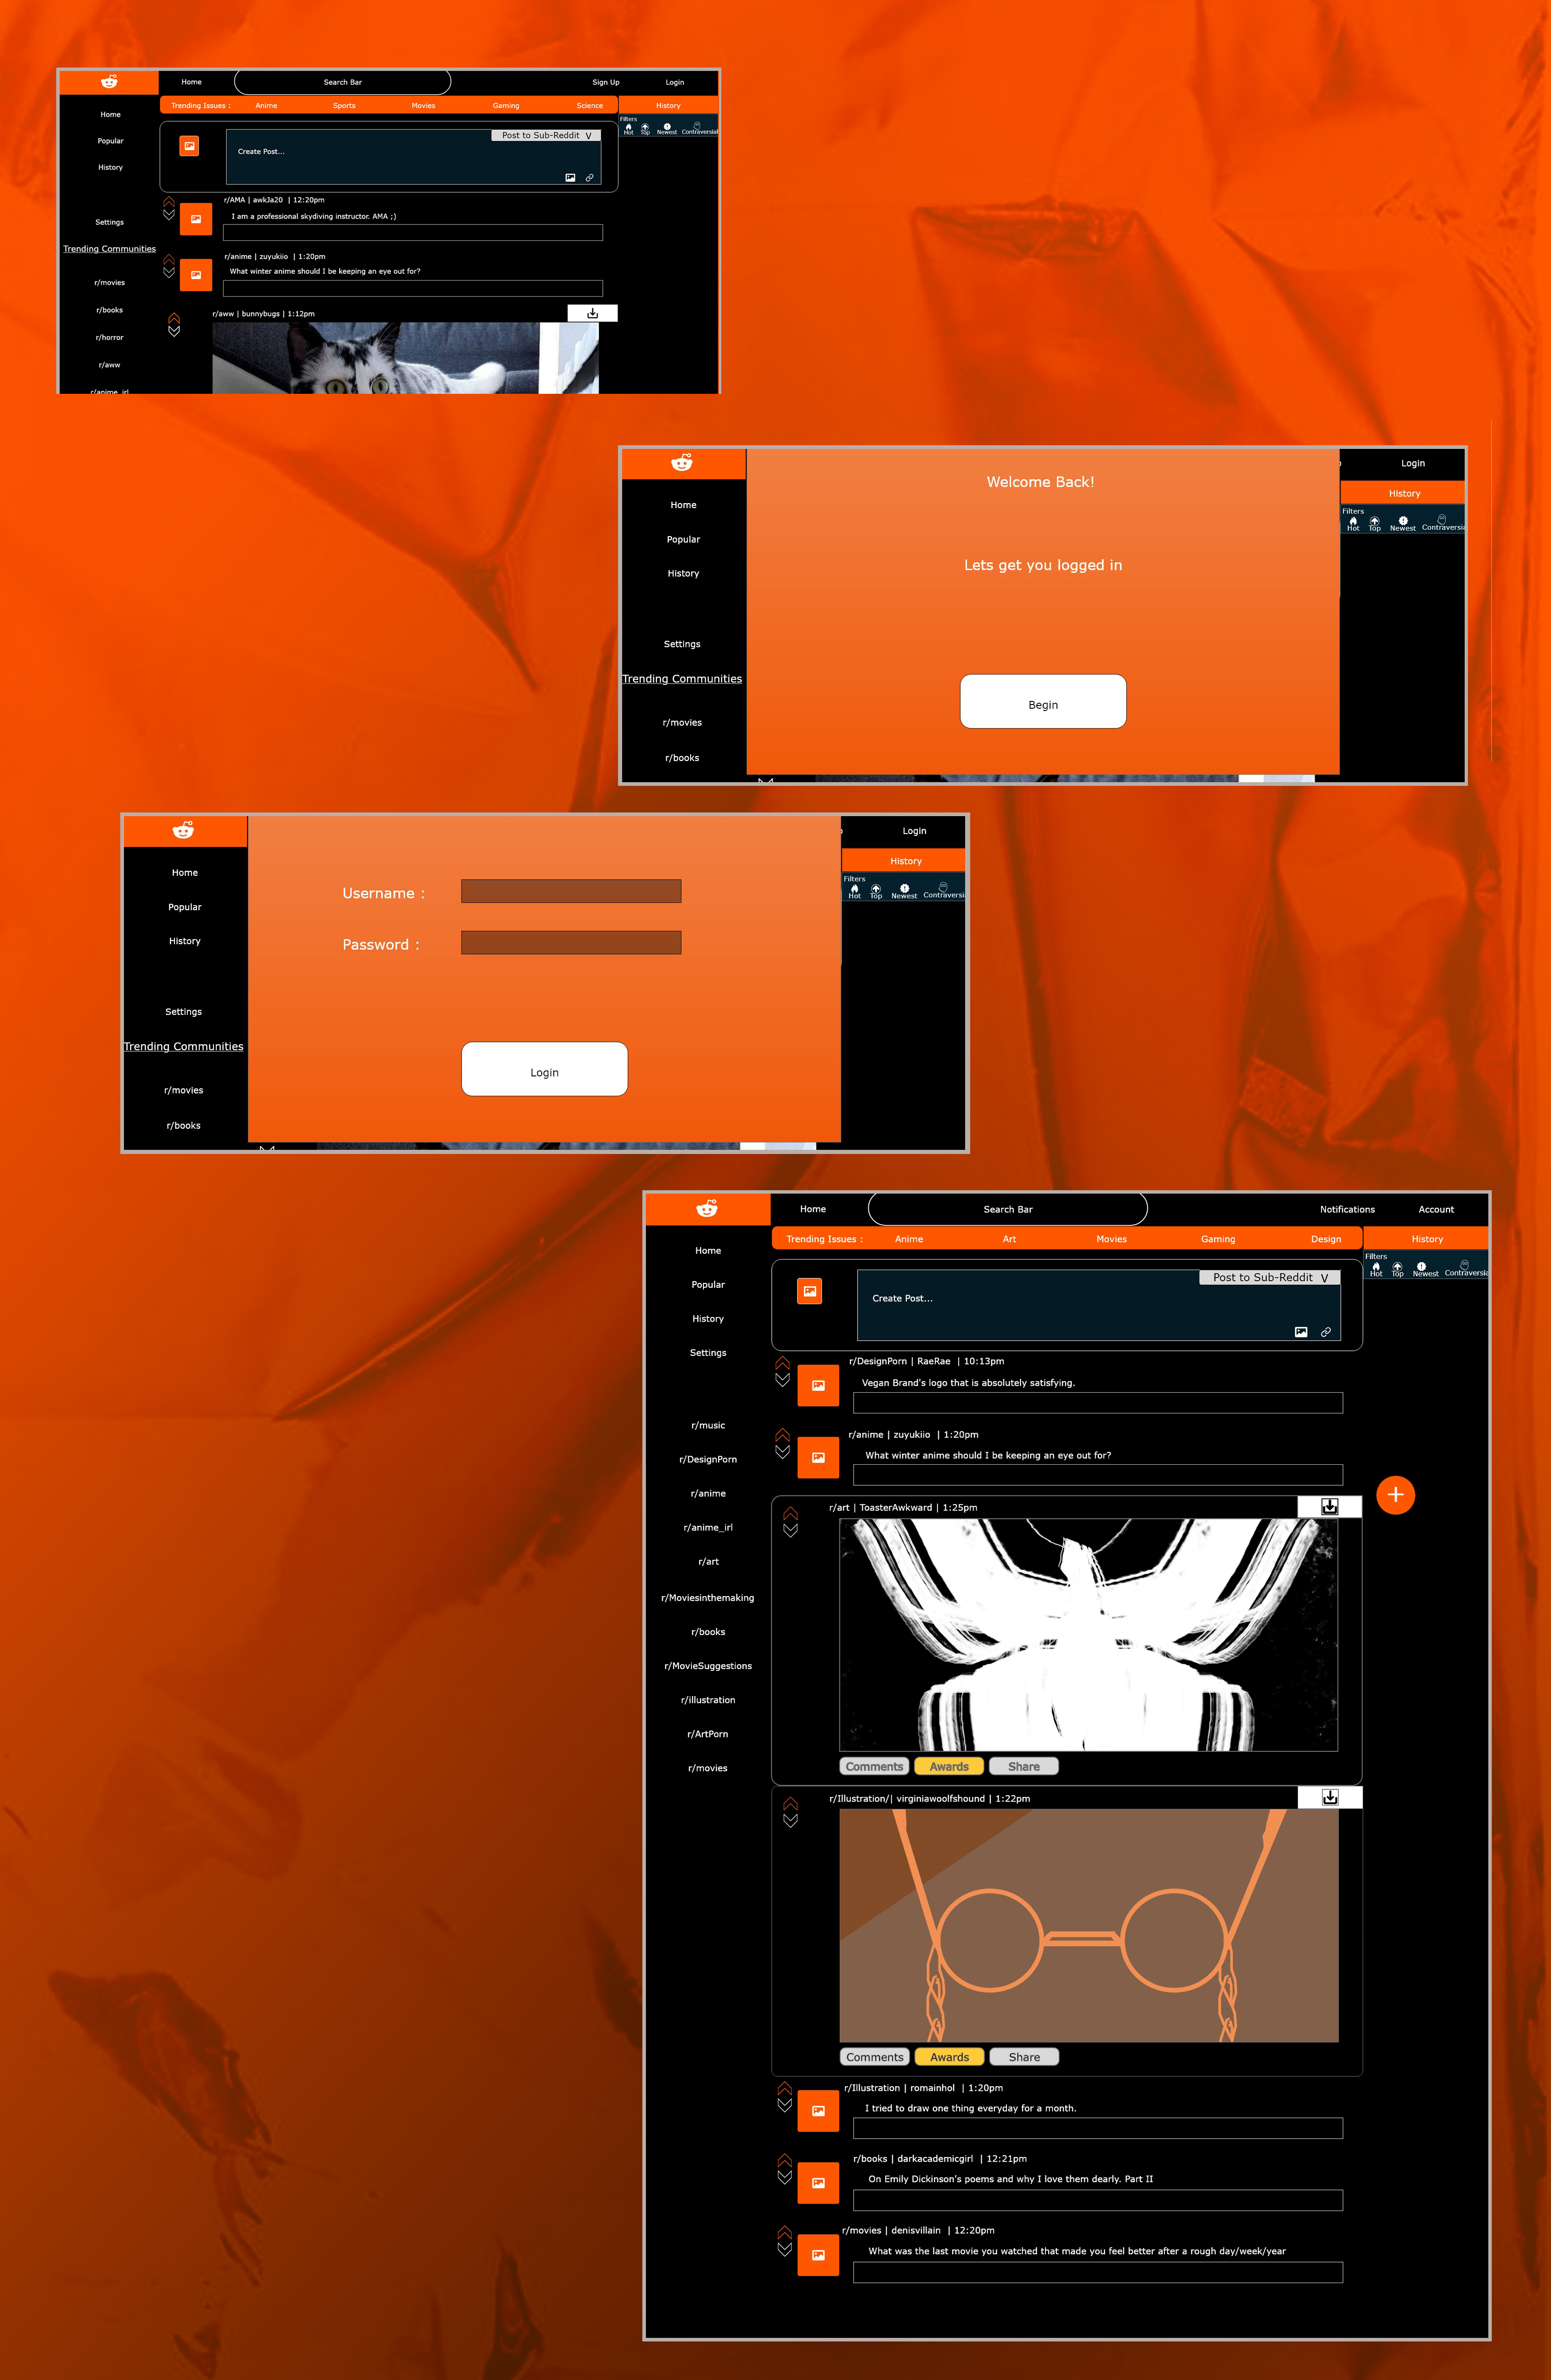 Home Search Bar Sign Up Login
Trending Issues : Anime Sports Movies Gaming Science History
Filters
Hot Top Newest Contraversial
Home
Popular
History
Settings
Trending Communities
r/movies
r/books
r/horror
r/aww
r/anime_irl
Post to Sub-Reddit V
Create Post...
r/AMA | awkJa20 | 12:20pm
I am a professional skydiving instructor. AMA ;)
r/anime | zuyukiio | 1:20pm
What winter anime should I be keeping an eye out for?
r/aww | bunnybugs | 1:12pm
Login
History
Filters
Hot Top Newest Contraversia
Home
Popular
History
Settings
Trending Communities
r/movies
r/books
Welcome Back!
Lets get you logged in
Begin
Login
History
Filters
Hot Top Newest Contraversi
Home
Popular
History
Settings
Trending Communities
r/movies
r/books
Username :
Password :
Login
Home Search Bar Notifications Account
Trending Issues : Anime Art Movies Gaming Design History
Filters
Hot Top Newest Contraversia
Home
Popular
History
Settings
r/music
r/DesignPorn
r/anime
r/anime_irl
r/art
r/Moviesinthemaking
r/books
r/MovieSuggestions
r/illustration
r/ArtPorn
r/movies
Post to Sub-Reddit V
Create Post...
r/DesignPorn | RaeRae | 10:13pm
Vegan Brand's logo that is absolutely satisfying.
r/anime | zuyukiio | 1:20pm
What winter anime should I be keeping an eye out for?
+
r/art | ToasterAwkward | 1:25pm
Comments Awards Share
r/Illustration/| virginiawoolfshound | 1:22pm
Comments Awards Share
r/Illustration | romainhol | 1:20pm
I tried to draw one thing everyday for a month.
r/books | darkacademicgirl | 12:21pm
On Emily Dickinson's poems and why I love them dearly. Part II
r/movies | denisvillain | 12:20pm
What was the last movie you watched that made you feel better after a rough day/week/year